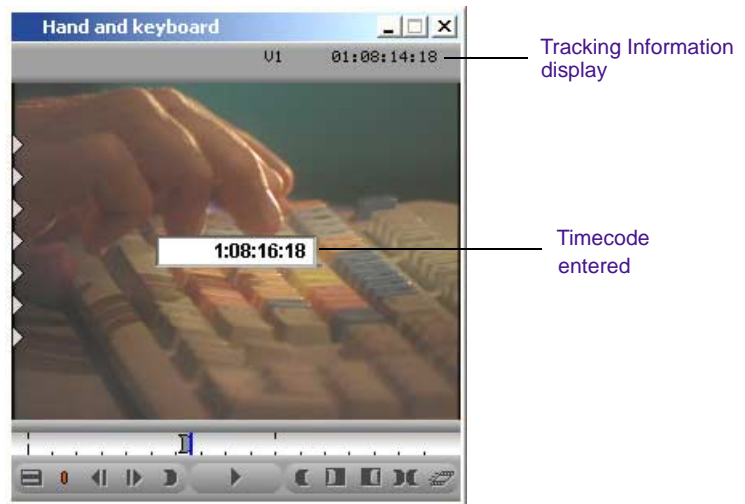 Hand and keyboard
V1 01:08:14:18
Tracking Information
display
1:08:16:18
Timecode
entered